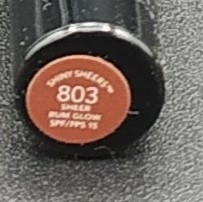 SHINY SHEERS™
803
SHEER
RUM GLOW
SPF/FPS 15